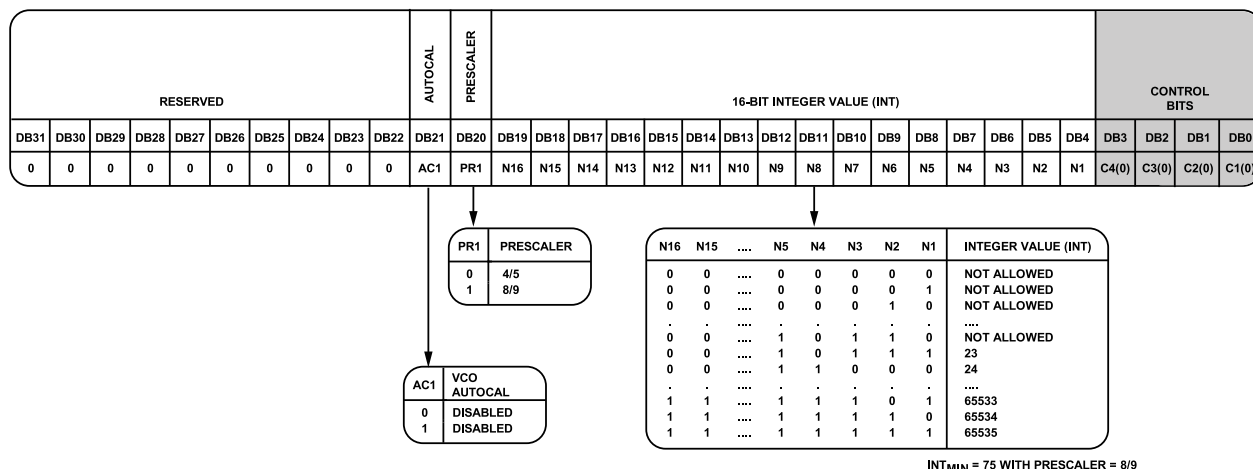 AUTOCAL
PRESCALER
RESERVED
16-BIT INTEGER VALUE (INT)
CONTROL
BITS
DB31 DB30 DB29 DB28 DB27 DB26 DB25 DB24 DB23 DB22 DB21 DB20 DB19 DB18 DB17 DB16 DB15 DB14 DB13 DB12 DB11 DB10 DB9 DB8 DB7 DB6 DB5 DB4 DB3 DB2 DB1 DB0
0 0 0 0 0 0 0 0 0 0 AC1 PR1 N16 N15 N14 N13 N12 N11 N10 N9 N8 N7 N6 N5 N4 N3 N2 N1 C4(0) C3(0) C2(0) C1(0)
PR1 PRESCALER
0 4/5
1 8/9
AC1 VCO
AUTOCAL
0 DISABLED
1 DISABLED
N16 N15 .... N5 N4 N3 N2 N1 INTEGER VALUE (INT)
0 0 .... 0 0 0 0 0 NOT ALLOWED
0 0 .... 0 0 0 0 1 NOT ALLOWED
0 0 .... 0 0 0 1 0 NOT ALLOWED
. . .... . . . . . ....
0 0 .... 1 0 1 1 0 NOT ALLOWED
0 0 .... 1 0 1 1 1 23
0 0 .... 1 1 0 0 0 24
. . .... . . . . . ....
1 1 .... 1 1 1 0 1 65533
1 1 .... 1 1 1 1 0 65534
1 1 .... 1 1 1 1 1 65535
INTMIN = 75 WITH PRESCALER = 8/9